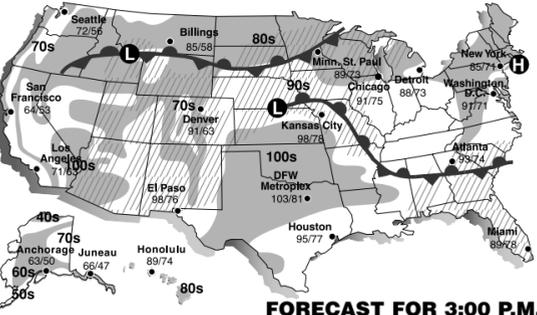 Seattle
72/56
Billings
85/58
80s
70s
L
Minn. St. Paul
89/73
New York
85/71
H
Detroit
88/73
Chicago
91/75
Washington
D.C.
91/71
San
Francisco
64/53
90s
70s
Denver
91/63
L
Kansas City
98/78
Los
Angeles
71/63
100s
100s
Atlanta
93/74
El Paso
98/76
DFW
Metroplex
103/81
Houston
95/77
Miami
89/78
40s
70s
Anchorage
63/50
60s
50s
Juneau
66/47
Honolulu
89/74
80s
FORECAST FOR 3:00 P.M.